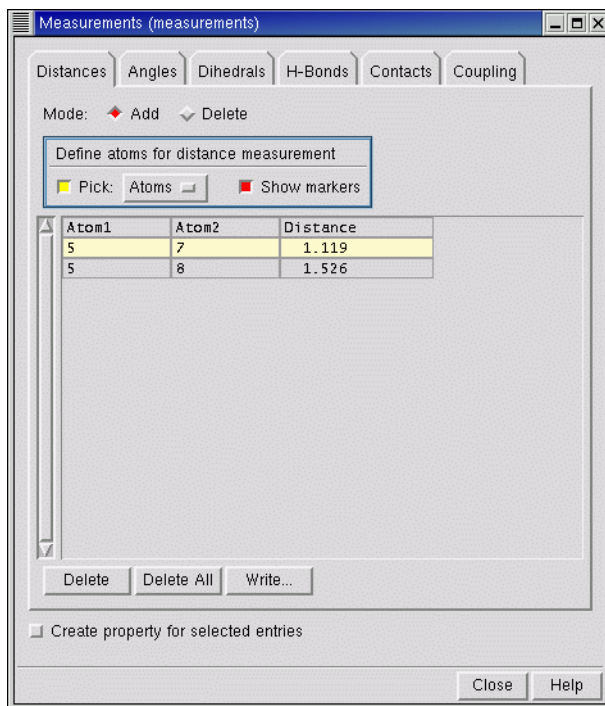 Measurements (measurements)
Distances Angles Dihedrals H-Bonds Contacts Coupling
Mode: Add Delete
Define atoms for distance measurement
Pick: Atoms Show markers
Atom1 Atom2 Distance
5 7 1.119
5 8 1.526
Delete Delete All Write...
Create property for selected entries
Close Help